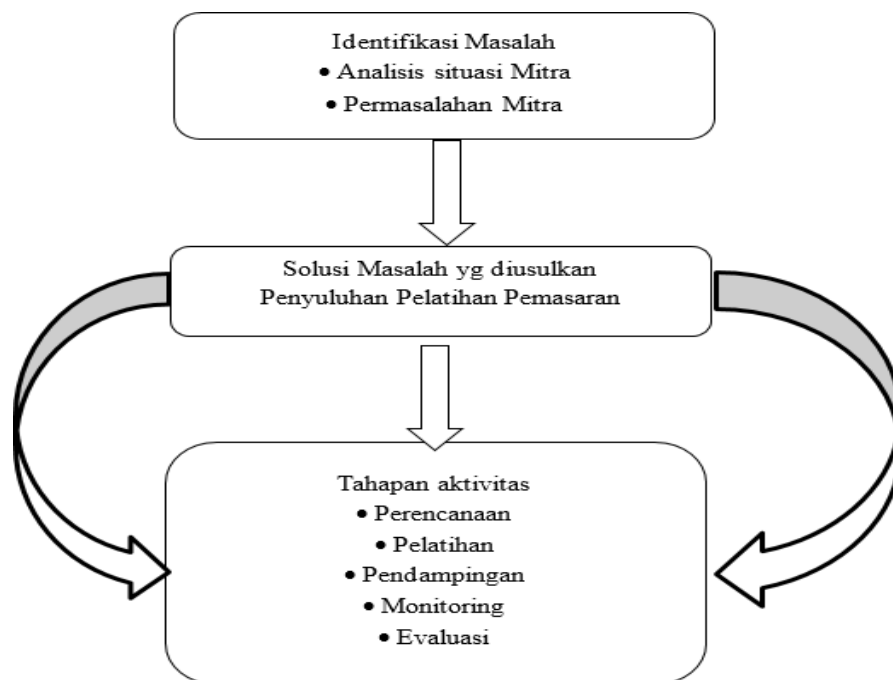 Identifikasi Masalah
• Analisis situasi Mitra
• Permasalahan Mitra
Solusi Masalah yg diusulkan
Penyuluhan Pelatihan Pemasaran
Tahapan aktivitas
• Perencanaan
• Pelatihan
• Pendampingan
• Monitoring
• Evaluasi